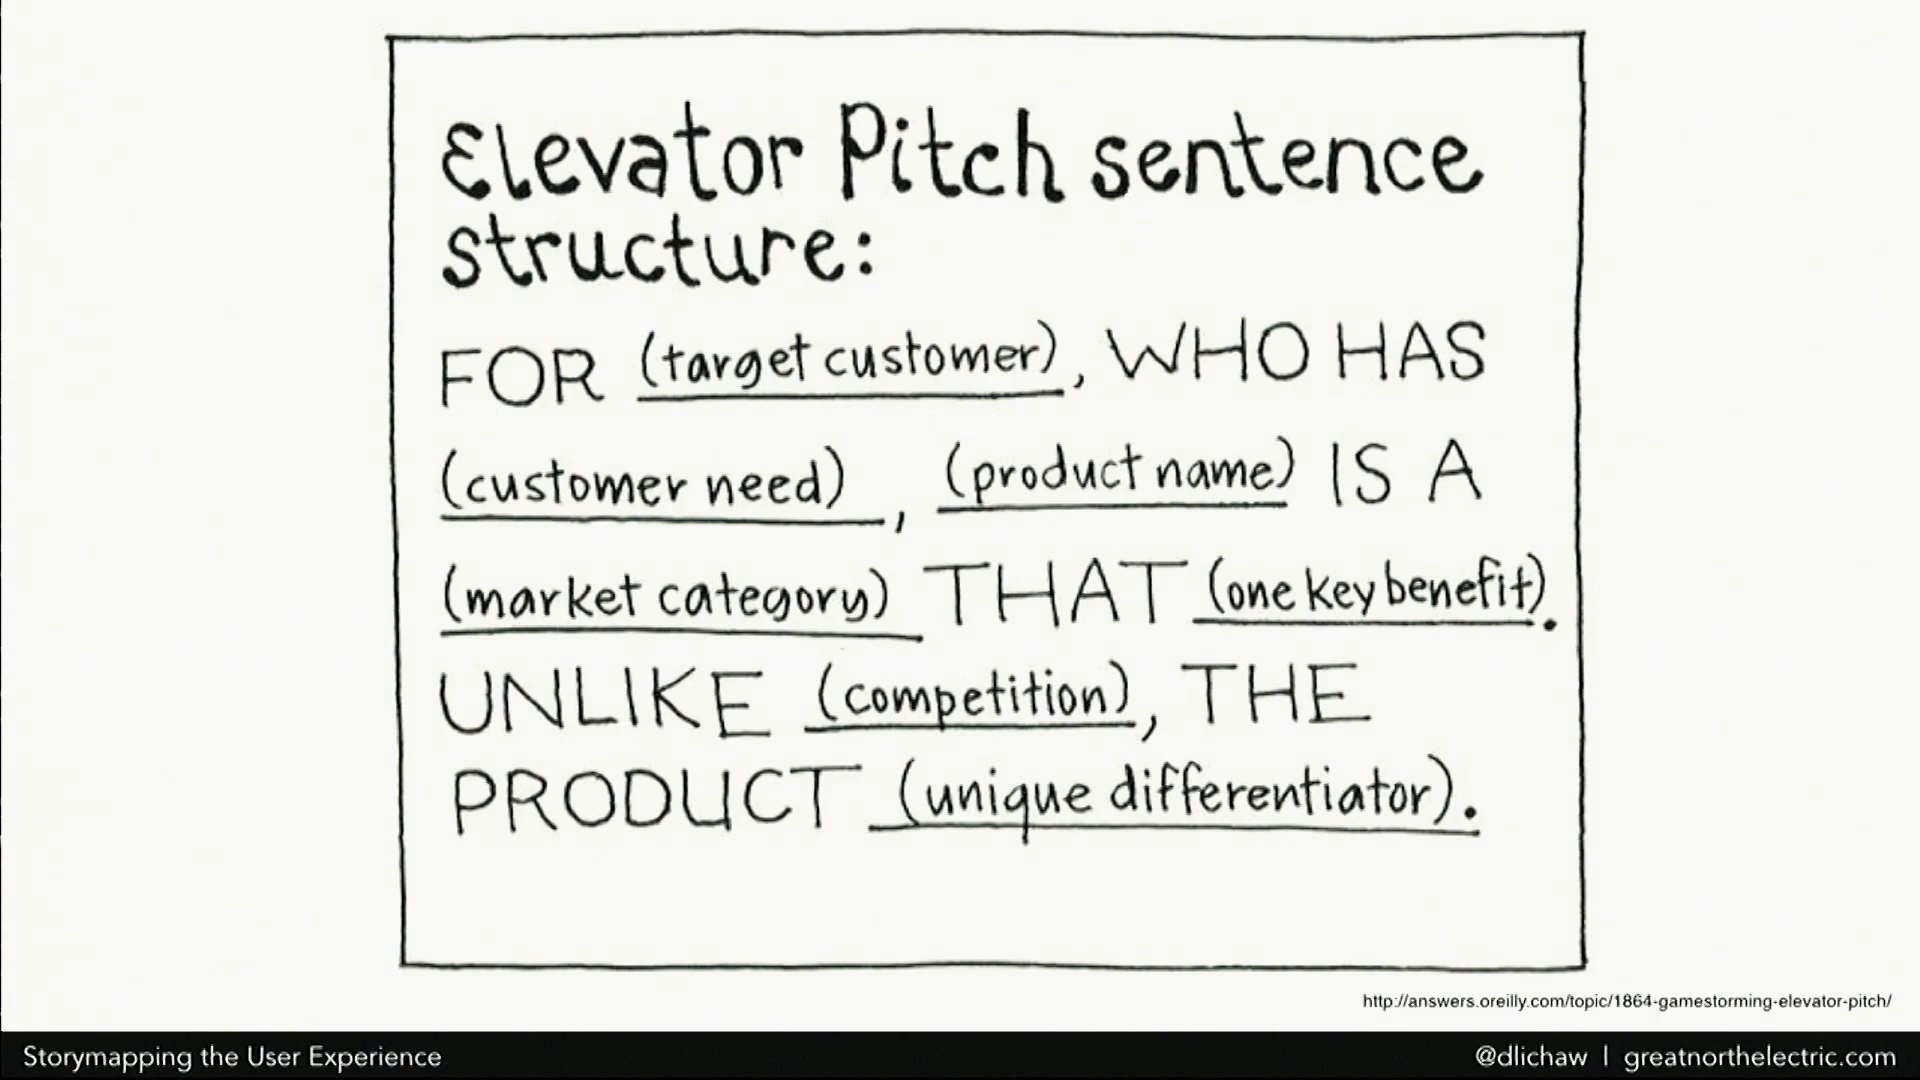 Elevator Pitch sentence
structure:
FOR (target customer), WHO HAS
(customer need), (product name) IS A
(market category) THAT (one key benefit).
UNLIKE (competition), THE
PRODUCT (unique differentiator).
http://answers.oreilly.com/topic/1864-gamestorming-elevator-pitch/
Storymapping the User Experience
@dlichaw | greatnorthelectric.com